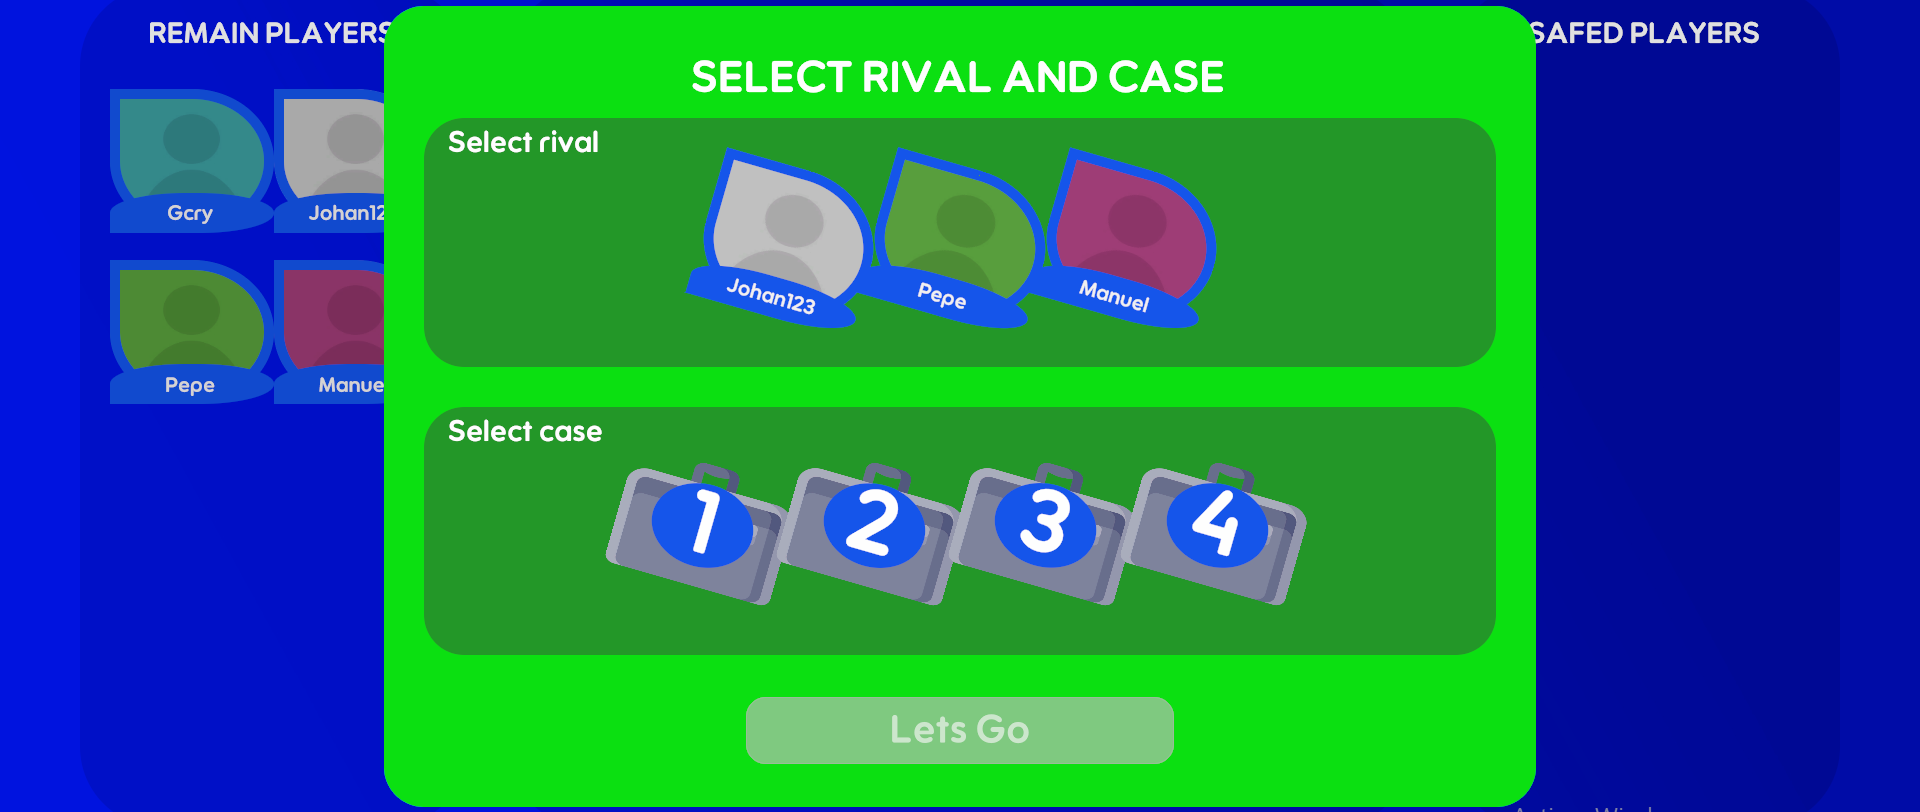 REMAIN PLAYERS
SAFED PLAYERS
SELECT RIVAL AND CASE
Select rival
Gcry
Johan12
Johan123
Pepe
Manuel
Pepe
Manue
Select case
1
2
3
4
Lets Go